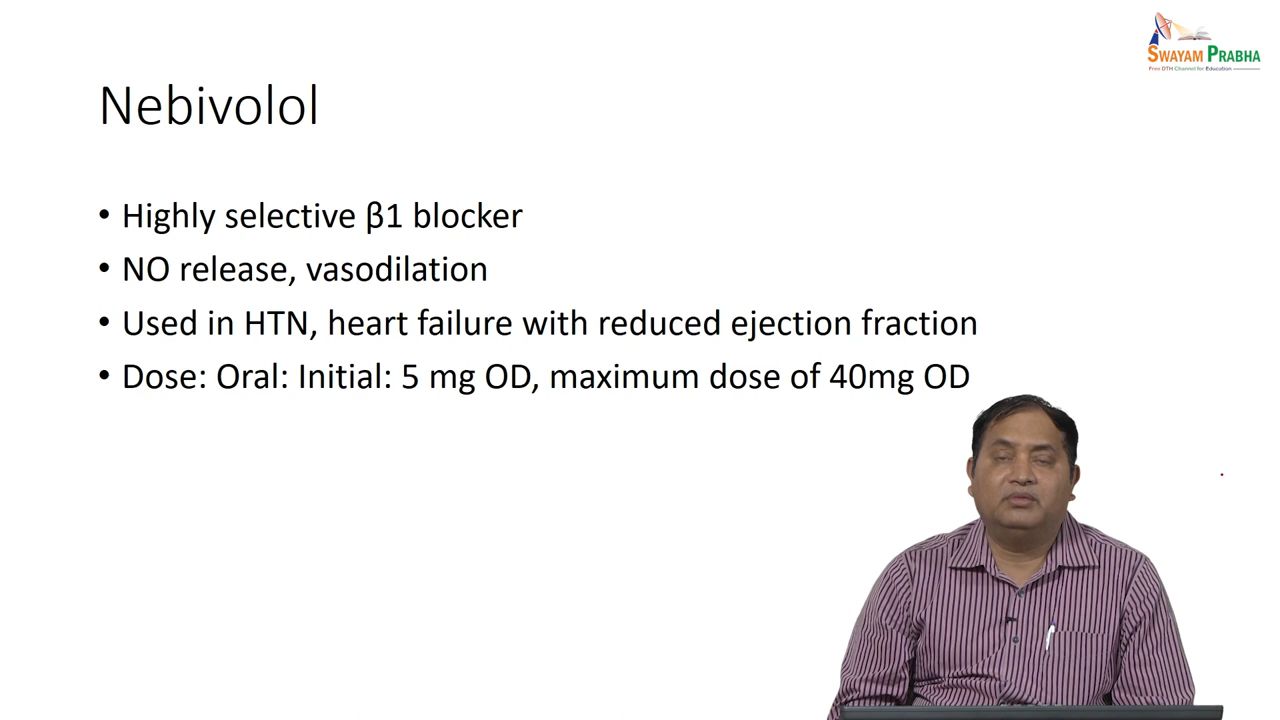 SWAYAM PRABHA
Free DTH Channel for Education
Nebivolol
• Highly selective β1 blocker
• NO release, vasodilation
• Used in HTN, heart failure with reduced ejection fraction
• Dose: Oral: Initial: 5 mg OD, maximum dose of 40mg OD